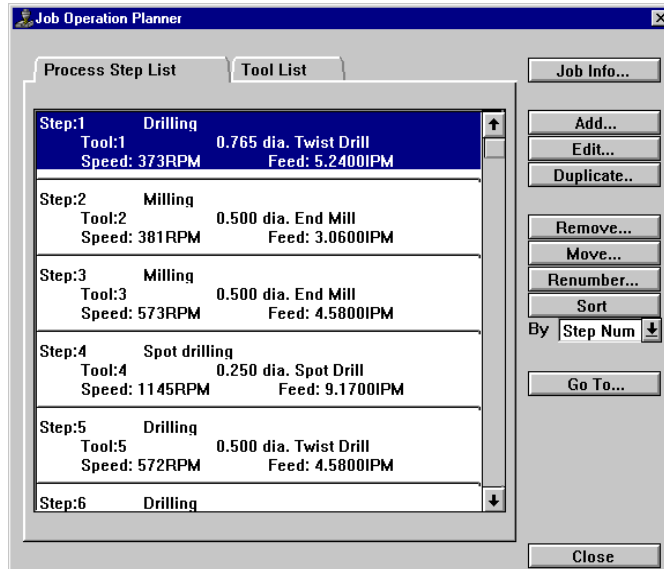 Job Operation Planner
Process Step List
Tool List
Job Info...
Step:1 Drilling
Tool:1 0.765 dia. Twist Drill
Speed: 373RPM Feed: 5.2400IPM
Step:2 Milling
Tool:2 0.500 dia. End Mill
Speed: 381RPM Feed: 3.0600IPM
Step:3 Milling
Tool:3 0.500 dia. End Mill
Speed: 573RPM Feed: 4.5800IPM
Step:4 Spot drilling
Tool:4 0.250 dia. Spot Drill
Speed: 1145RPM Feed: 9.1700IPM
Step:5 Drilling
Tool:5 0.500 dia. Twist Drill
Speed: 572RPM Feed: 4.5800IPM
Step:6 Drilling
Add...
Edit...
Duplicate..
Remove...
Move...
Renumber...
Sort
By Step Num
Go To...
Close